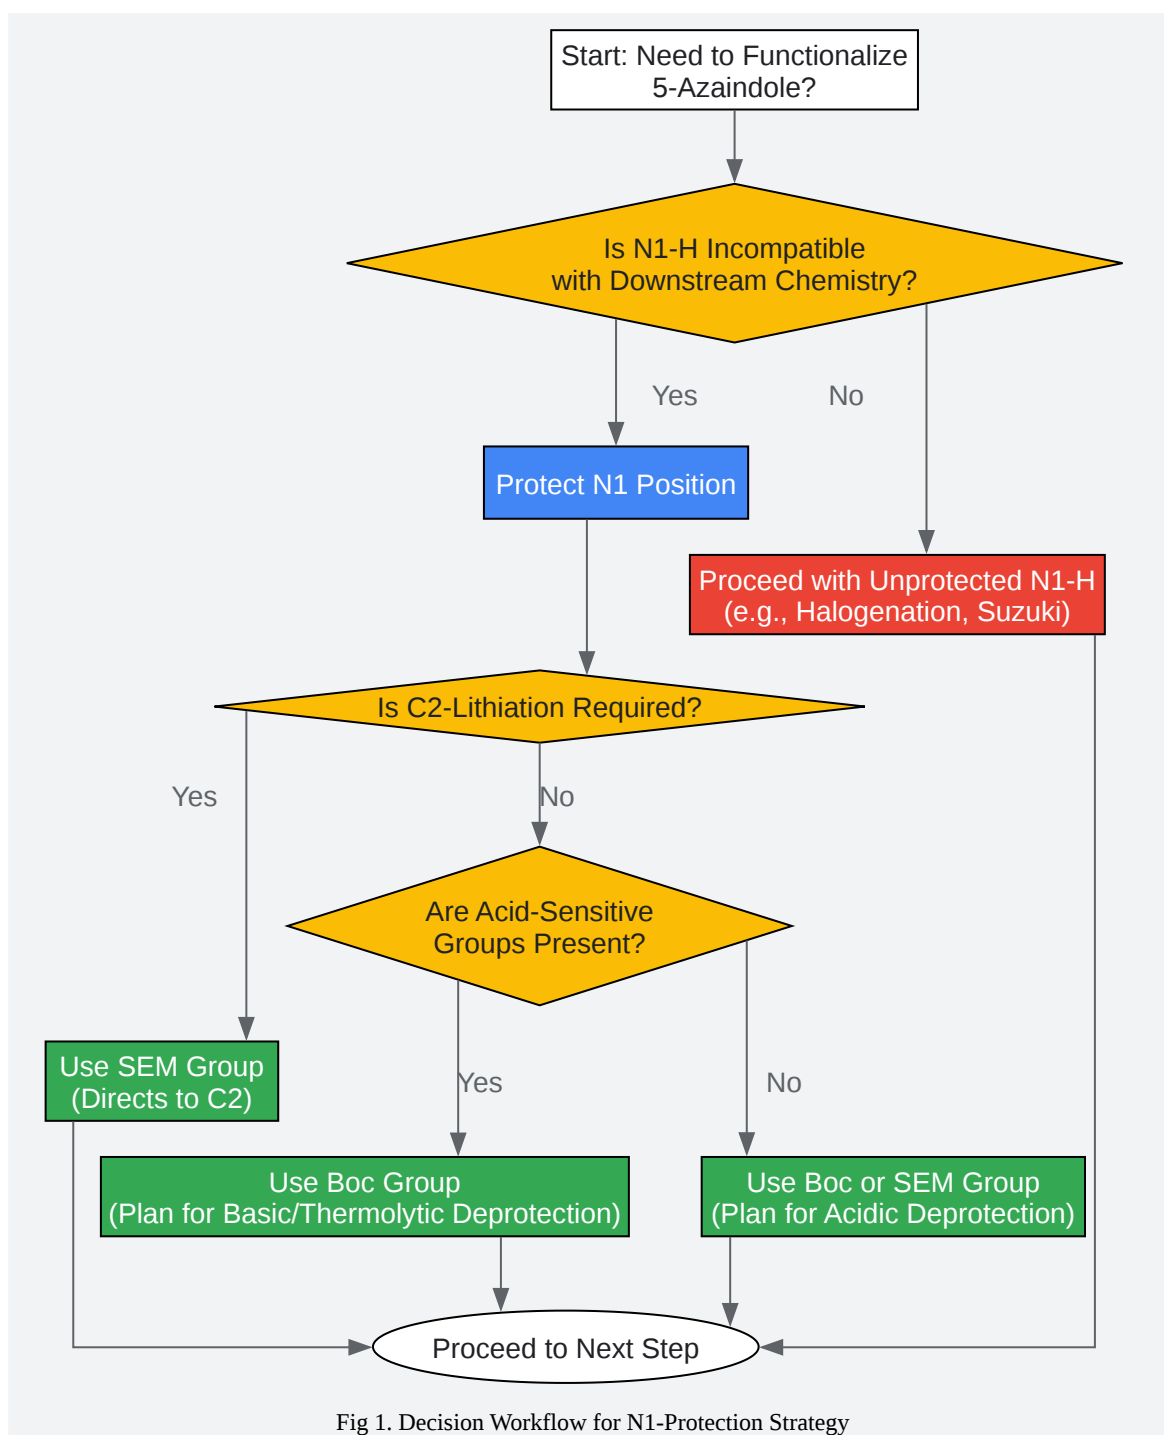 Start: Need to Functionalize
5-Azaindole?
Is N1-H Incompatible
with Downstream Chemistry?
Yes
No
Protect N1 Position
Proceed with Unprotected N1-H
(e.g., Halogenation, Suzuki)
Is C2-Lithiation Required?
Yes
No
Are Acid-Sensitive
Groups Present?
Use SEM Group
(Directs to C2)
Yes
No
Use Boc Group
(Plan for Basic/Thermolytic Deprotection)
Use Boc or SEM Group
(Plan for Acidic Deprotection)
Proceed to Next Step
Fig 1. Decision Workflow for N1-Protection Strategy